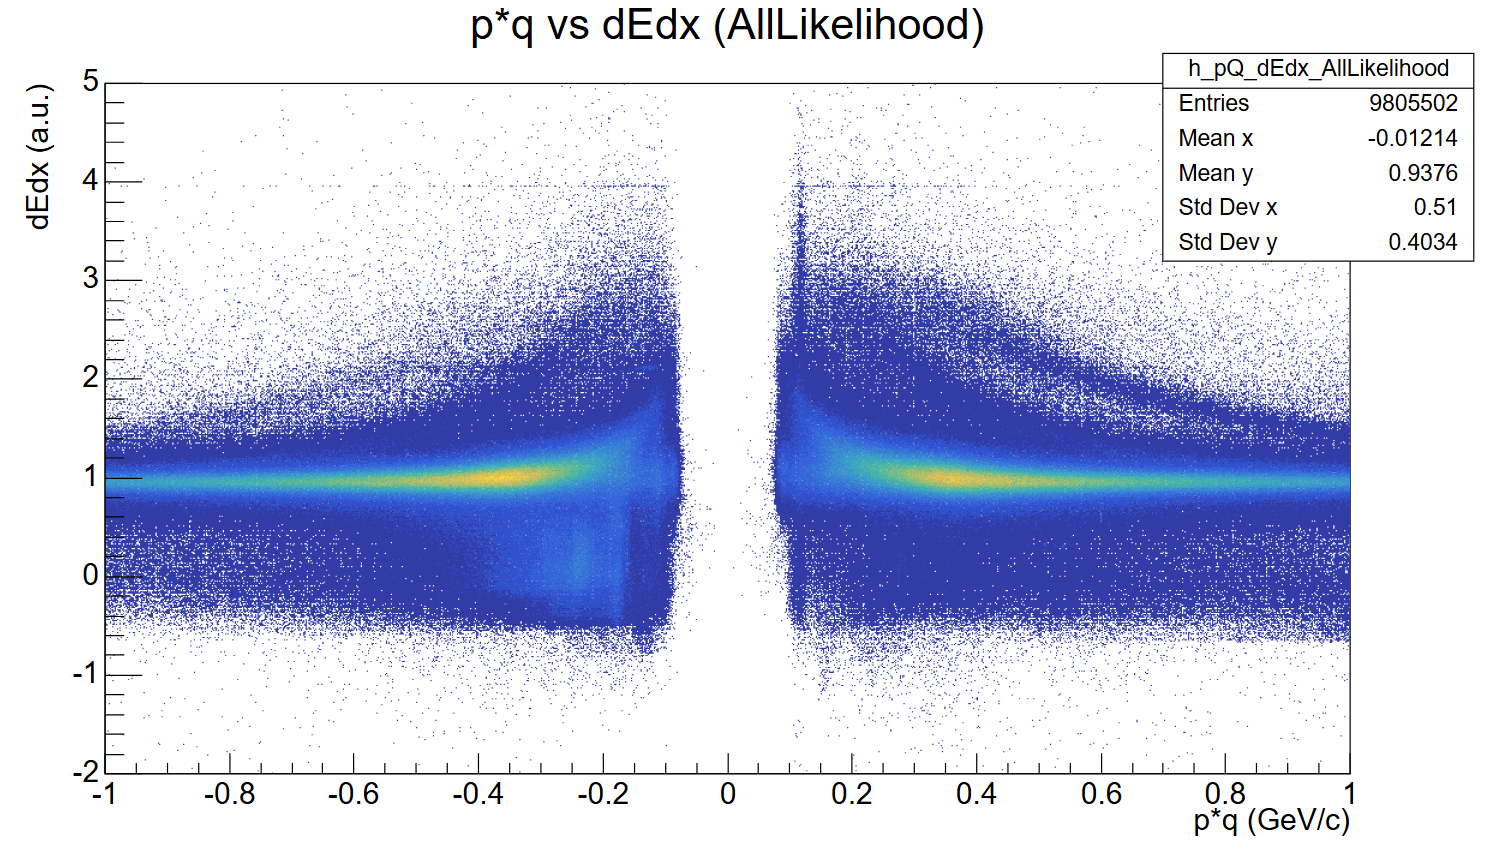 p*q vs dEdx (AllLikelihood)
h_pQ_dEdx_AllLikelihood
Entries 9805502
Mean x -0.01214
Mean y 0.9376
Std Dev x 0.51
Std Dev y 0.4034
dEdx (a.u.)
5
4
3
2
1
0
-1
-2
-1 -0.8 -0.6 -0.4 -0.2 0 0.2 0.4 0.6 0.8 1
p*q (GeV/c)